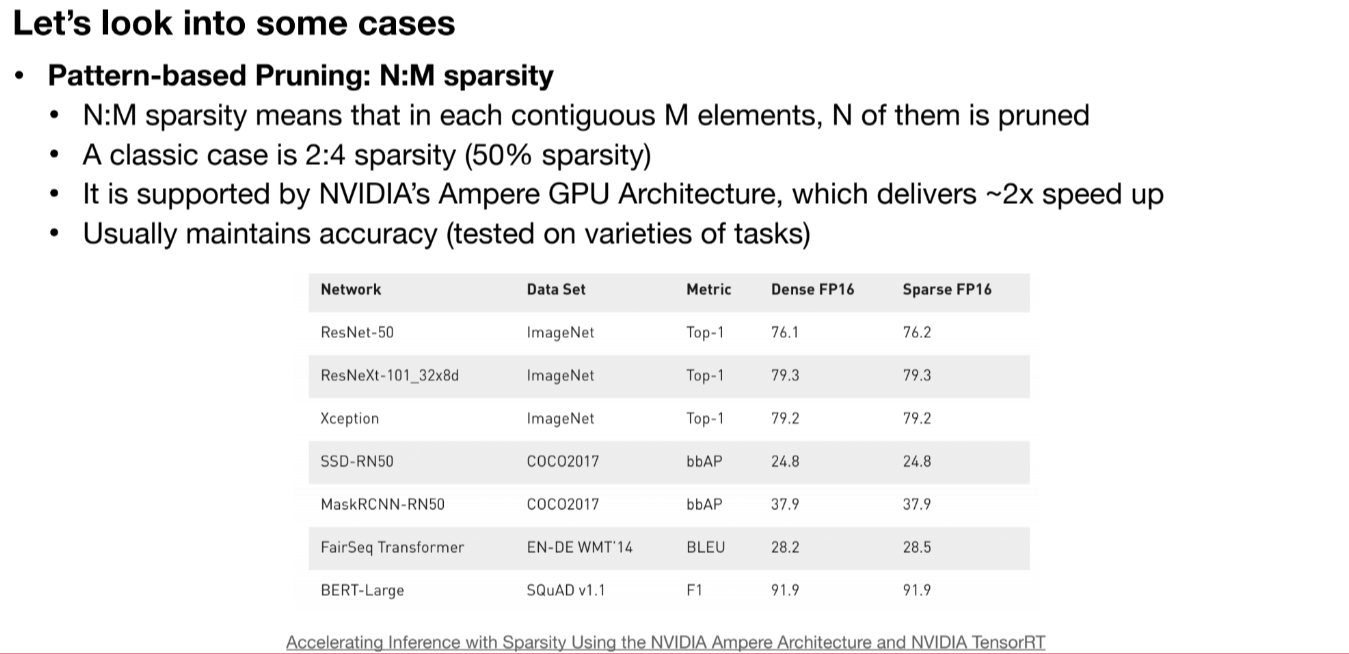 Let’s look into some cases
• Pattern-based Pruning: N:M sparsity
• N:M sparsity means that in each contiguous M elements, N of them is pruned
• A classic case is 2:4 sparsity (50% sparsity)
• It is supported by NVIDIA’s Ampere GPU Architecture, which delivers ~2x speed up
• Usually maintains accuracy (tested on varieties of tasks)
Network Data Set Metric Dense FP16 Sparse FP16
ResNet-50 ImageNet Top-1 76.1 76.2
ResNeXt-101_32x8d ImageNet Top-1 79.3 79.3
Xception ImageNet Top-1 79.2 79.2
SSD-RN50 COCO2017 bbAP 24.8 24.8
MaskRCNN-RN50 COCO2017 bbAP 37.9 37.9
FairSeq Transformer EN-DE WMT’14 BLEU 28.2 28.5
BERT-Large SQuAD v1.1 F1 91.9 91.9
Accelerating Inference with Sparsity Using the NVIDIA Ampere Architecture and NVIDIA TensorRT